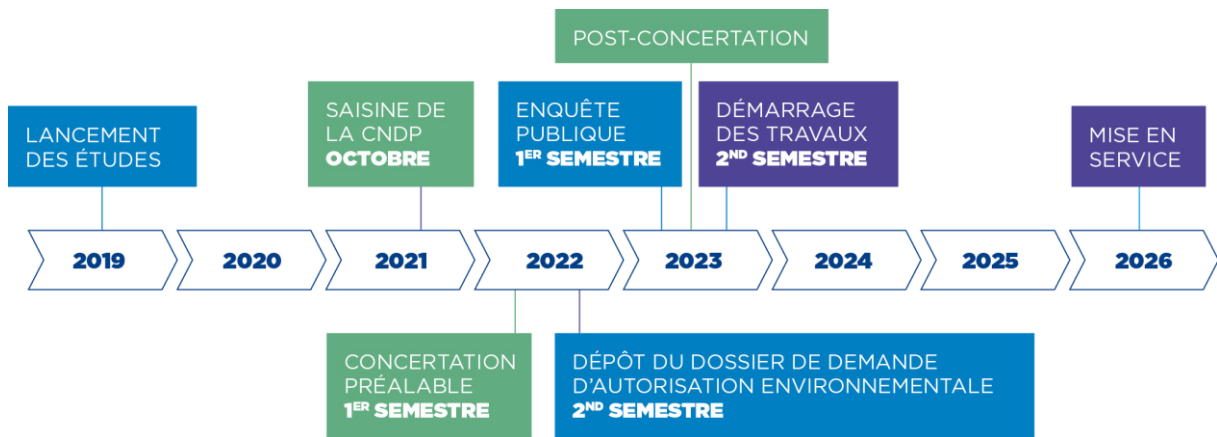 POST-CONCERTATION
LANCEMENT
DES ÉTUDES
SAISINE DE
LA CNDP
OCTOBRE
ENQUÊTE
PUBLIQUE
1ER SEMESTRE
DÉMARRAGE
DES TRAVAUX
2ND SEMESTRE
MISE EN
SERVICE
2019
2020
2021
2022
2023
2024
2025
2026
CONCERTATION
PRÉALABLE
1ER SEMESTRE
DÉPÔT DU DOSSIER DE DEMANDE
D'AUTORISATION ENVIRONNEMENTALE
2ND SEMESTRE